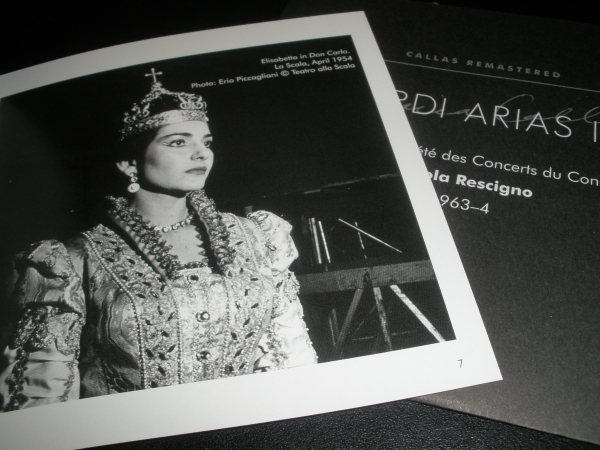 Elisabetta in Don Carlo.
La Scala, April 1954
Photo: Erio Piccagliani © Teatro alla Scala
7
CALLAS REMASTERED
RDI ARIAS I
été des Concerts du Con
ola Rescigno
963–4